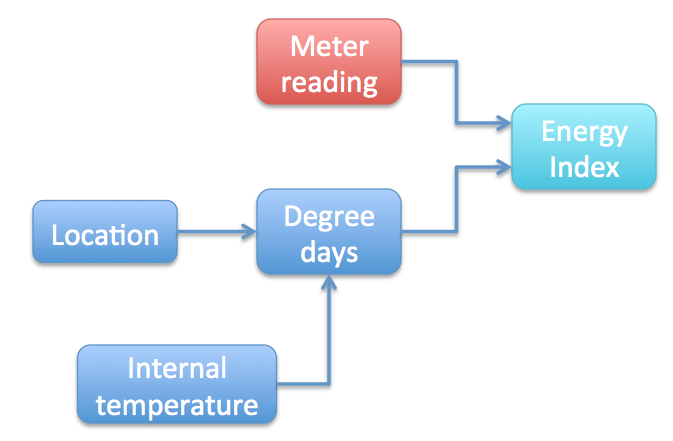 Meter
reading
Energy
Index
Degree
days
Location
Internal
temperature